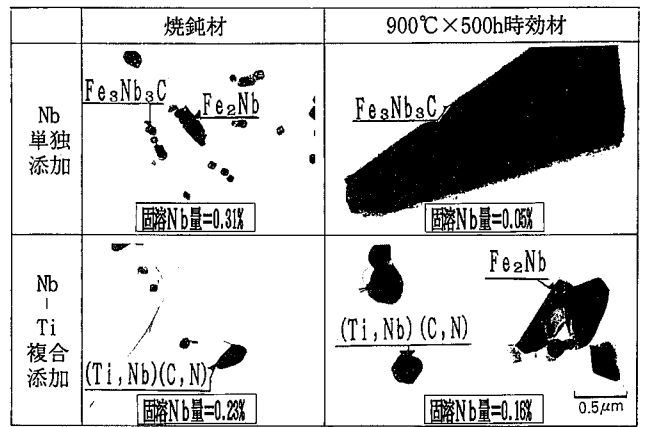 焼鈍材
900℃×500h時効材
Nb
単独
添加
Fe₃Nb₃C
Fe₂Nb
固溶Nb量=0.31%
Fe₃Nb₃C
固溶Nb量=0.05%
Nb
-
Ti
複合
添加
(Ti,Nb)(C,N)
固溶Nb量=0.23%
Fe₂Nb
(Ti,Nb)(C,N)
固溶Nb量=0.16%
0.5μm